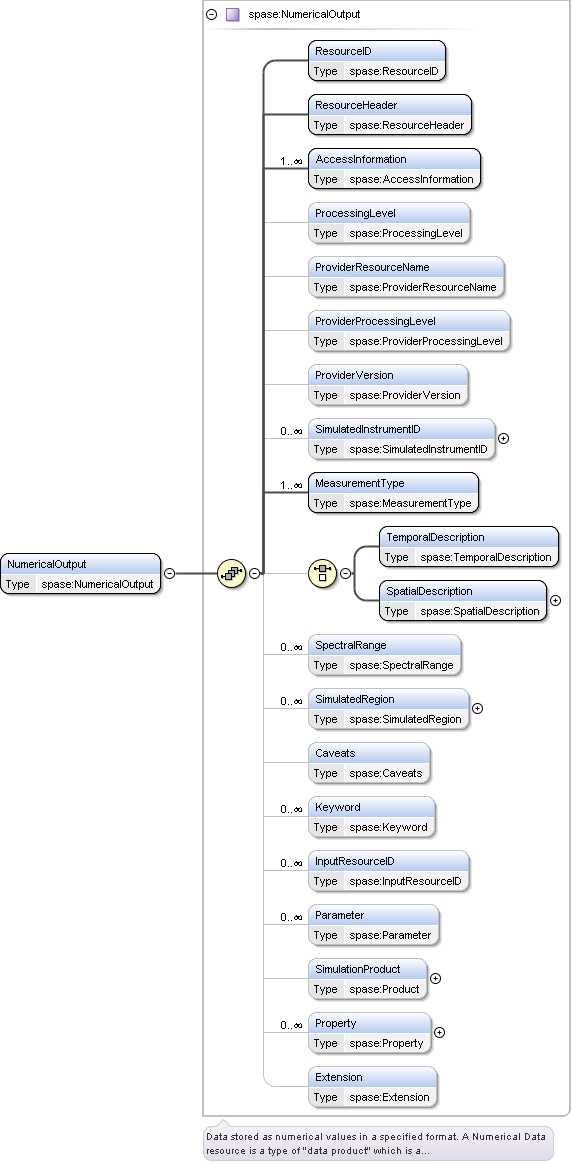 spase:NumericalOutput
ResourceID
Type spase:ResourceID
ResourceHeader
Type spase:ResourceHeader
1..∞
AccessInformation
Type spase:AccessInformation
ProcessingLevel
Type spase:ProcessingLevel
ProviderResourceName
Type spase:ProviderResourceName
ProviderProcessingLevel
Type spase:ProviderProcessingLevel
ProviderVersion
Type spase:ProviderVersion
0..∞
SimulatedInstrumentID
Type spase:SimulatedInstrumentID
1..∞
MeasurementType
Type spase:MeasurementType
NumericalOutput
Type spase:NumericalOutput
TemporalDescription
Type spase:TemporalDescription
SpatialDescription
Type spase:SpatialDescription
0..∞
SpectralRange
Type spase:SpectralRange
0..∞
SimulatedRegion
Type spase:SimulatedRegion
Caveats
Type spase:Caveats
0..∞
Keyword
Type spase:Keyword
0..∞
InputResourceID
Type spase:InputResourceID
0..∞
Parameter
Type spase:Parameter
SimulationProduct
Type spase:Product
0..∞
Property
Type spase:Property
Extension
Type spase:Extension
Data stored as numerical values in a specified format. A Numerical Data
resource is a type of "data product" which is a...